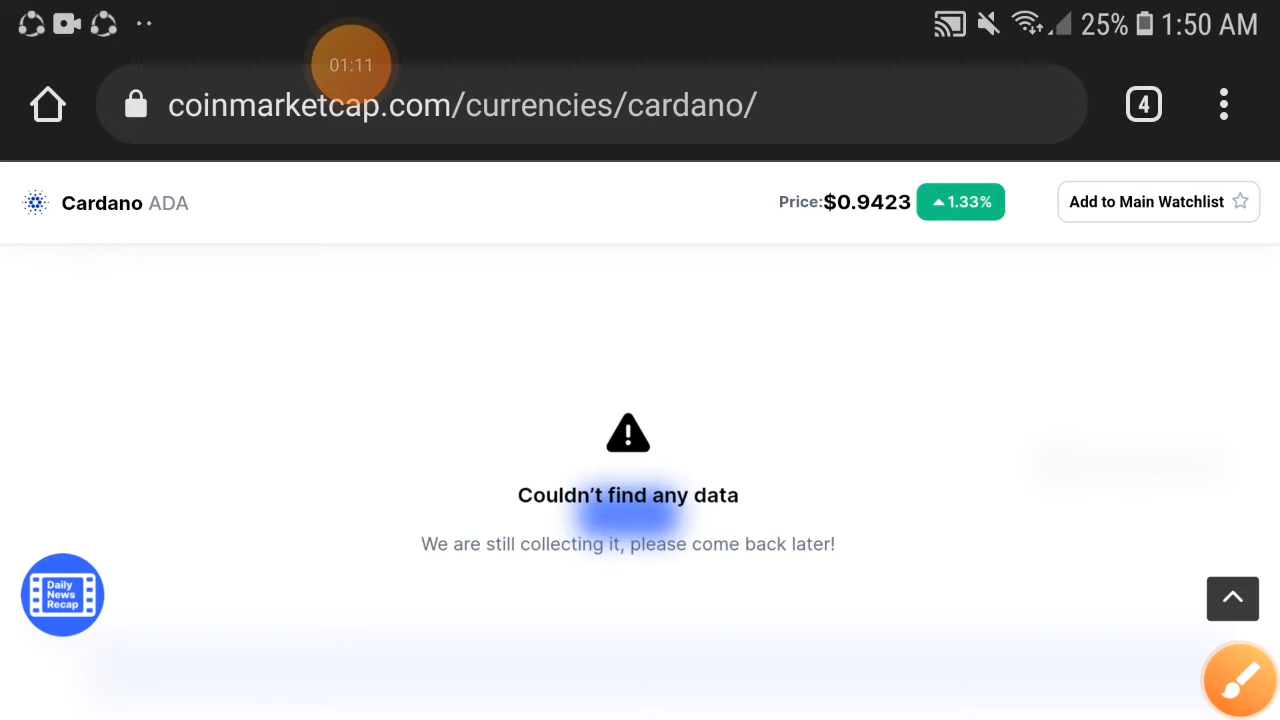 25% 1:50 AM
01:11
coinmarketcap.com/currencies/cardano/
4
Cardano ADA
Price:$0.9423 1.33%
Add to Main Watchlist
Couldn't find any data
We are still collecting it, please come back later!
Daily
News
Recap